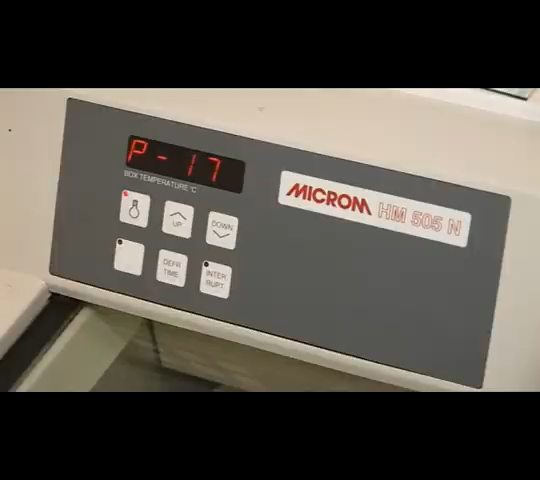 P-17
BOX TEMPERATURE °C
MICROM HM 505 N
UP
DOWN
DEFR
TIME
INTER
RUPT